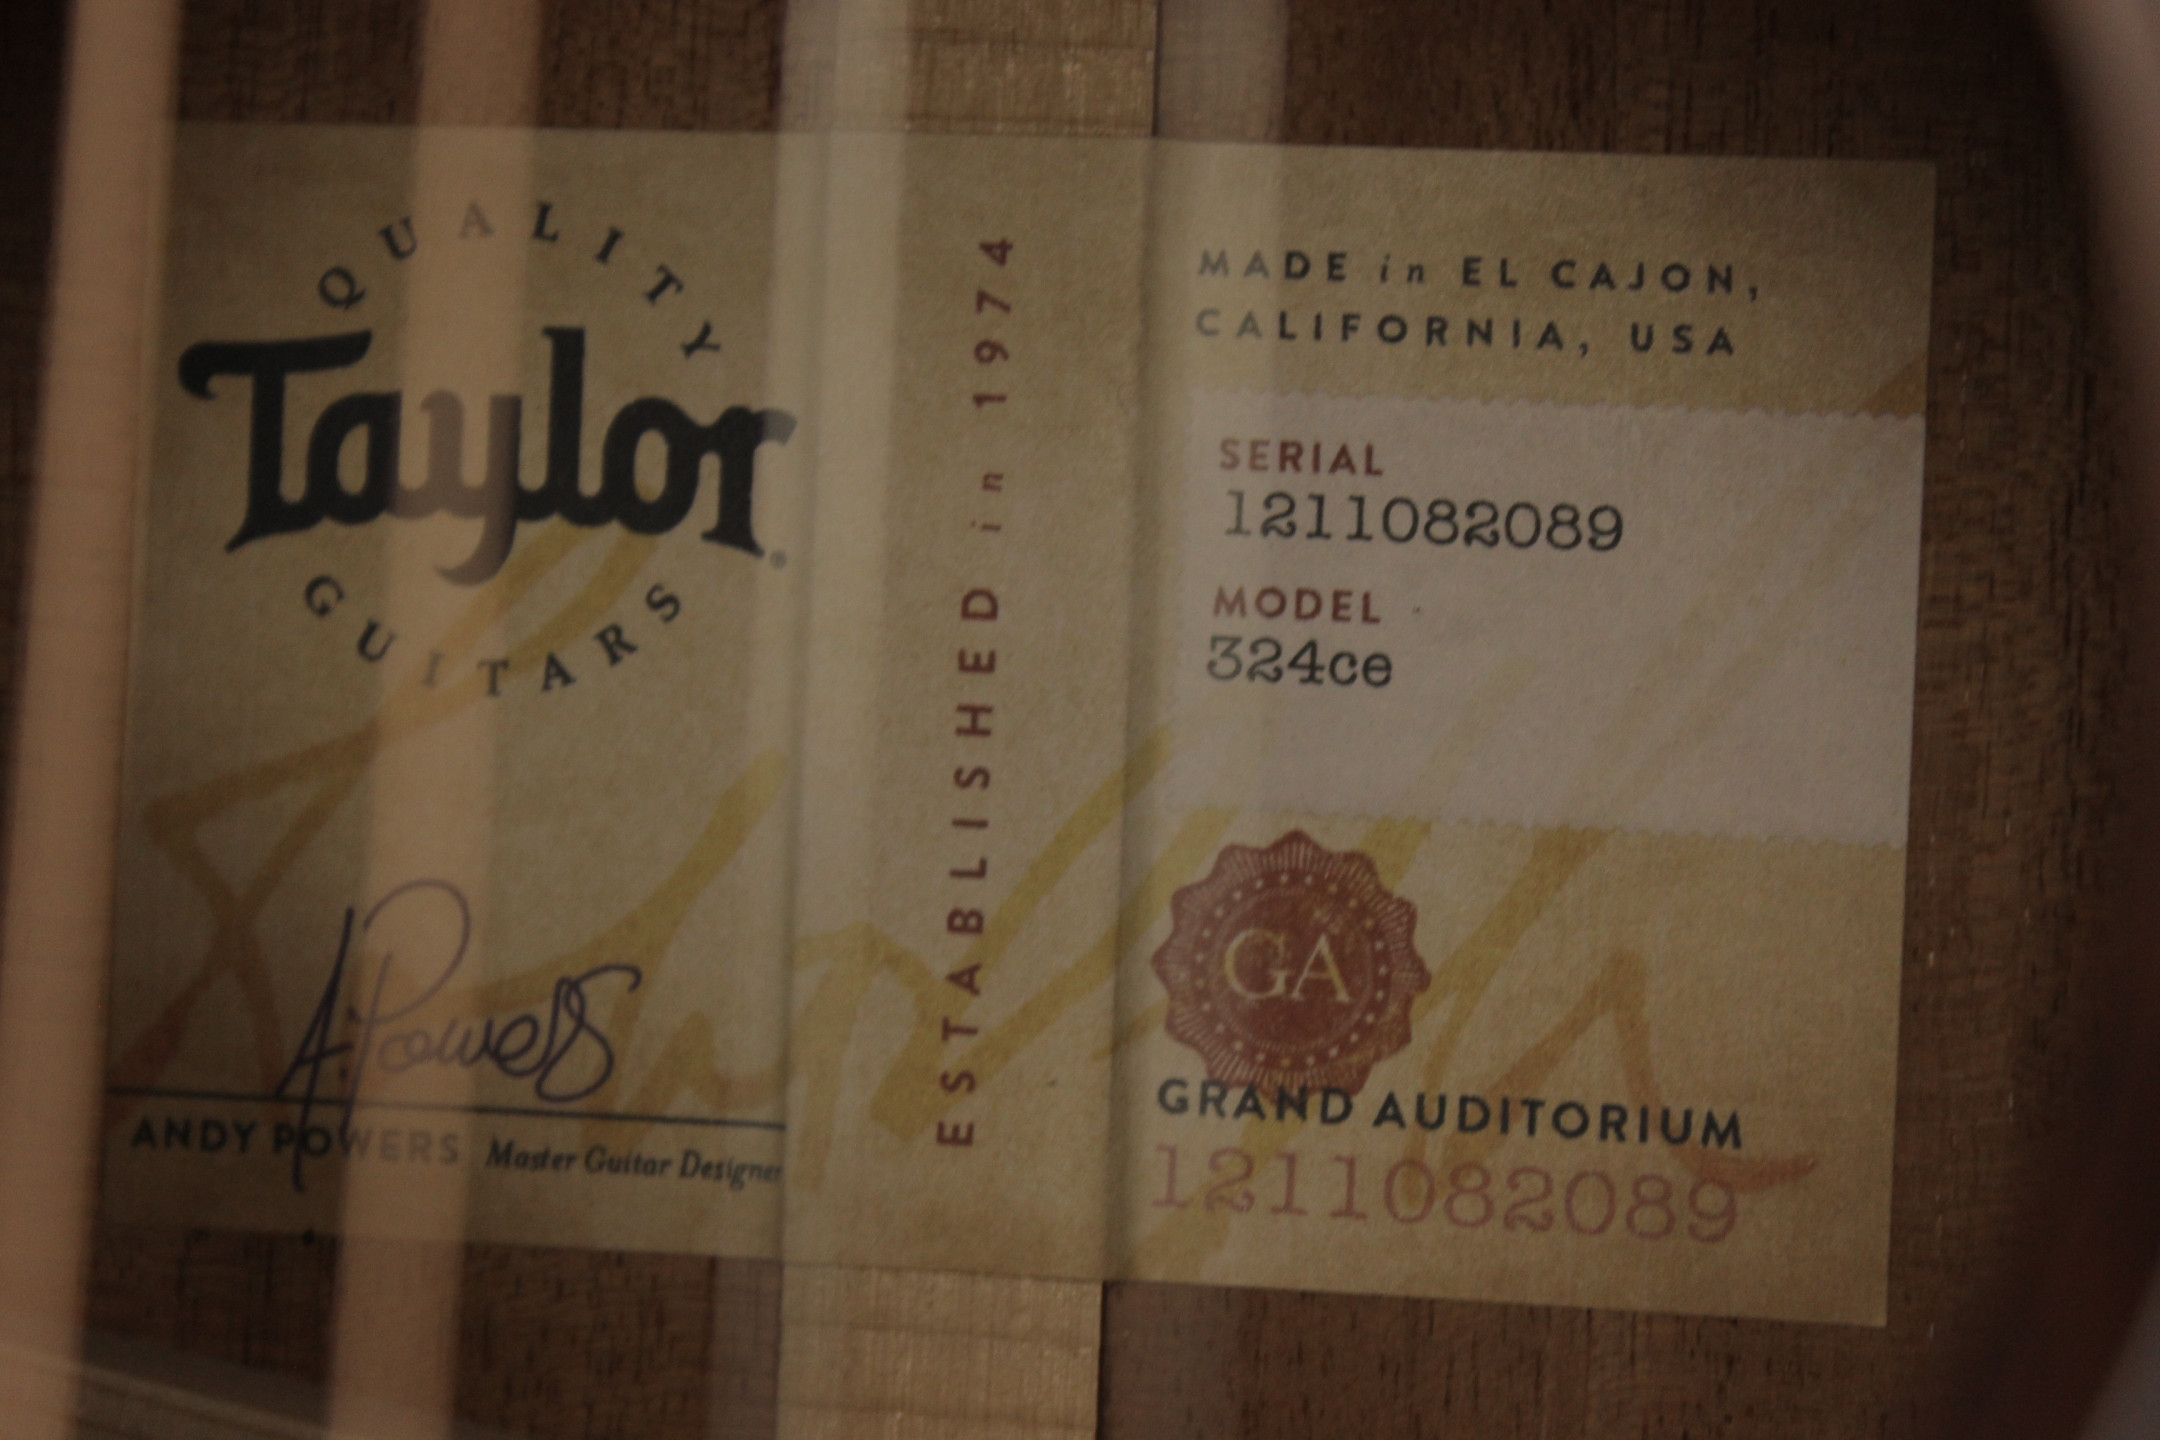 QUALITY
Taylor®
GUITARS
A. Powers
ANDY POWERS Master Guitar Designer
ESTABLISHED in 1974
MADE in EL CAJON,
CALIFORNIA, USA
SERIAL
1211082089
MODEL
324ce
GA
GRAND AUDITORIUM
1211082089